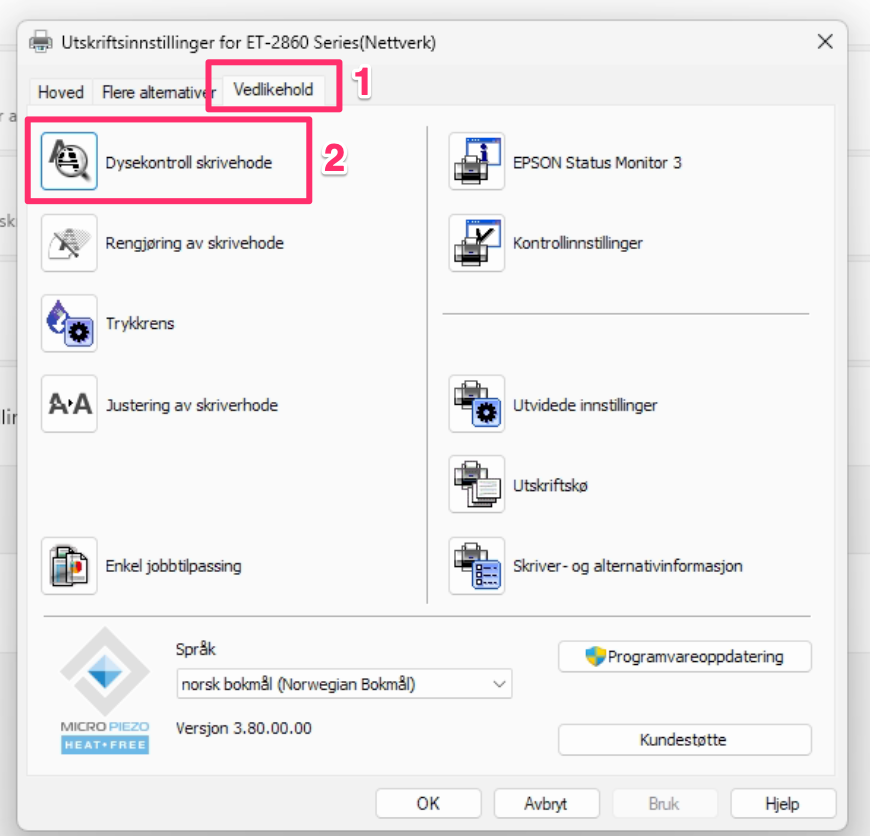 Utskriftsinnstillinger for ET-2860 Series(Nettverk)
Hoved
Flere alternativer
Vedlikehold
1
Dysekontroll skrivehode
2
EPSON Status Monitor 3
Rengjøring av skrivehode
Kontrollinnstillinger
Trykkrens
A›A
Justering av skriverhode
Utvidede innstillinger
Utskriftskø
Enkel jobbtilpassing
Skriver- og alternativinformasjon
Språk
norsk bokmål (Norwegian Bokmål)
Programvareoppdatering
MICRO PIEZO
HEAT•FREE
Versjon 3.80.00.00
Kundestøtte
OK
Avbryt
Bruk
Hjelp